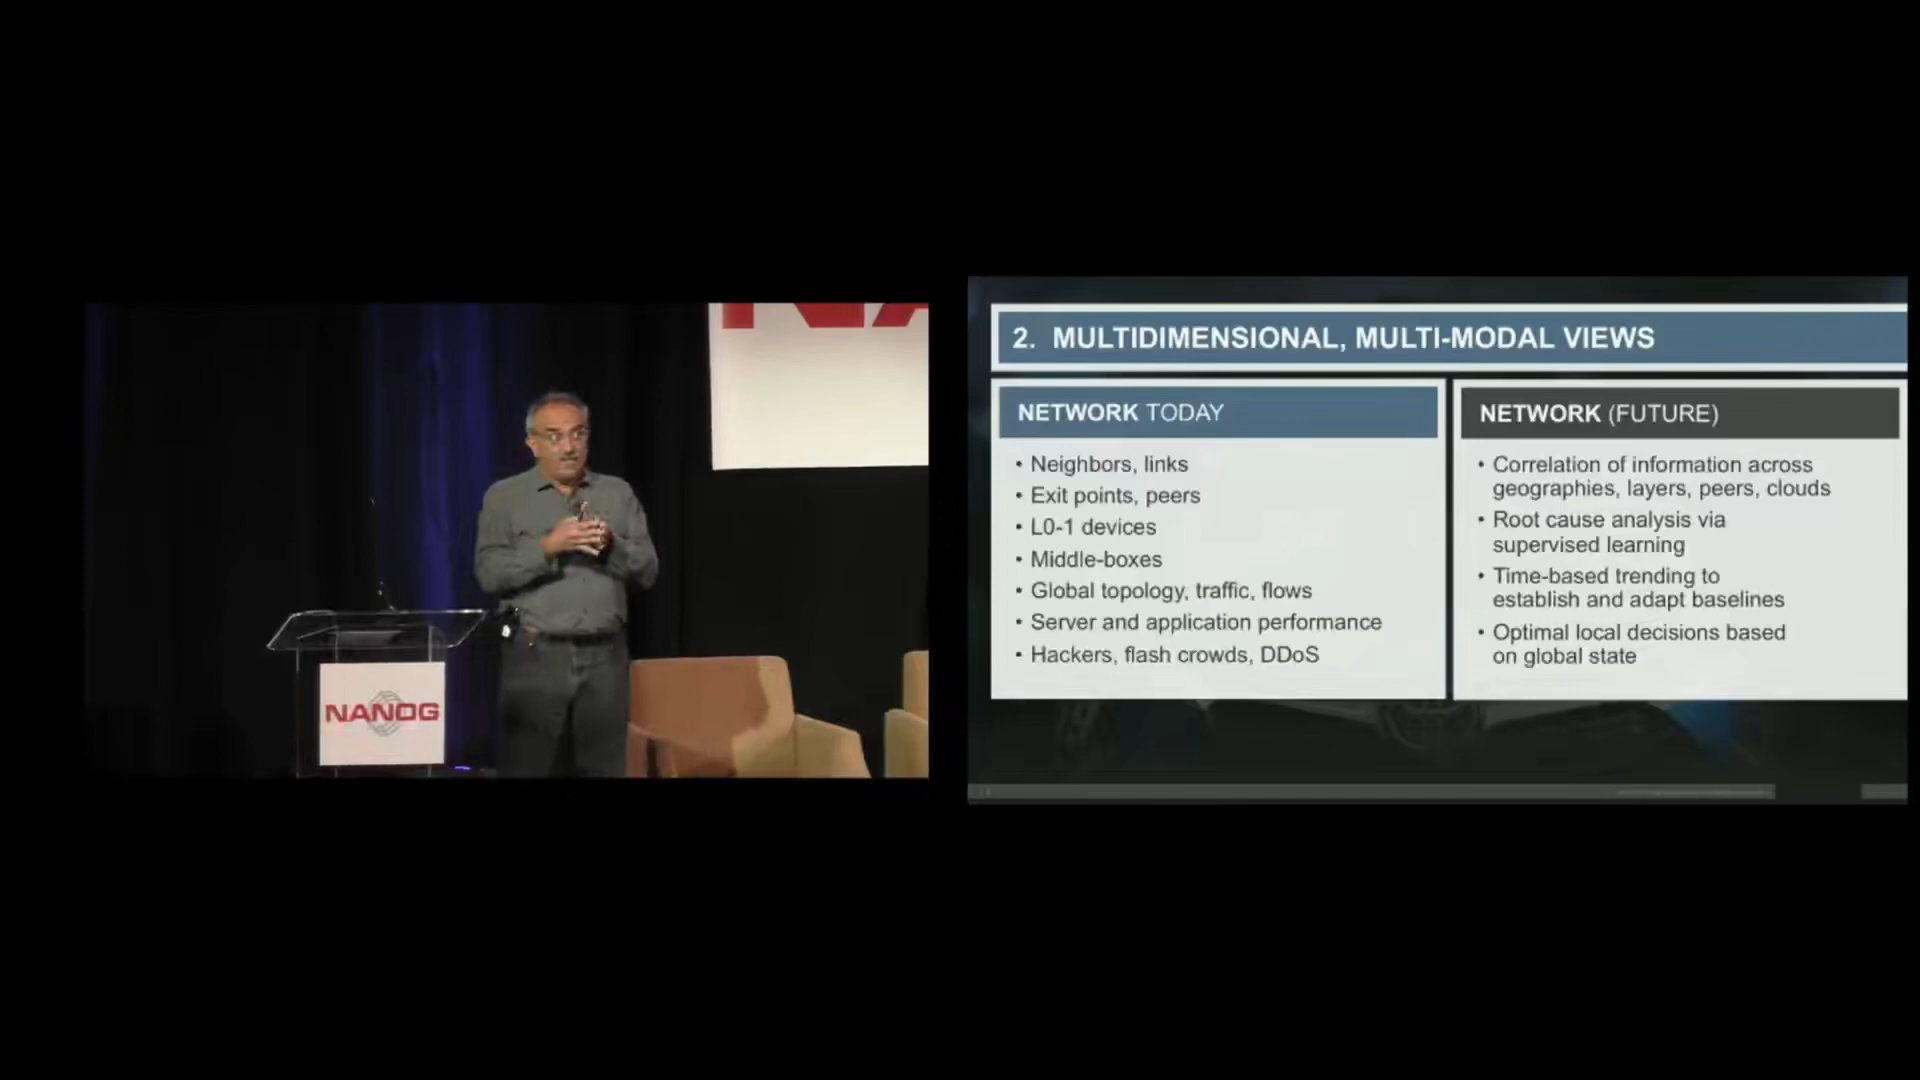 NANOG
2. MULTIDIMENSIONAL, MULTI-MODAL VIEWS
NETWORK TODAY
• Neighbors, links
• Exit points, peers
• L0-1 devices
• Middle-boxes
• Global topology, traffic, flows
• Server and application performance
• Hackers, flash crowds, DDoS
NETWORK (FUTURE)
• Correlation of information across
geographies, layers, peers, clouds
• Root cause analysis via
supervised learning
• Time-based trending to
establish and adapt baselines
• Optimal local decisions based
on global state